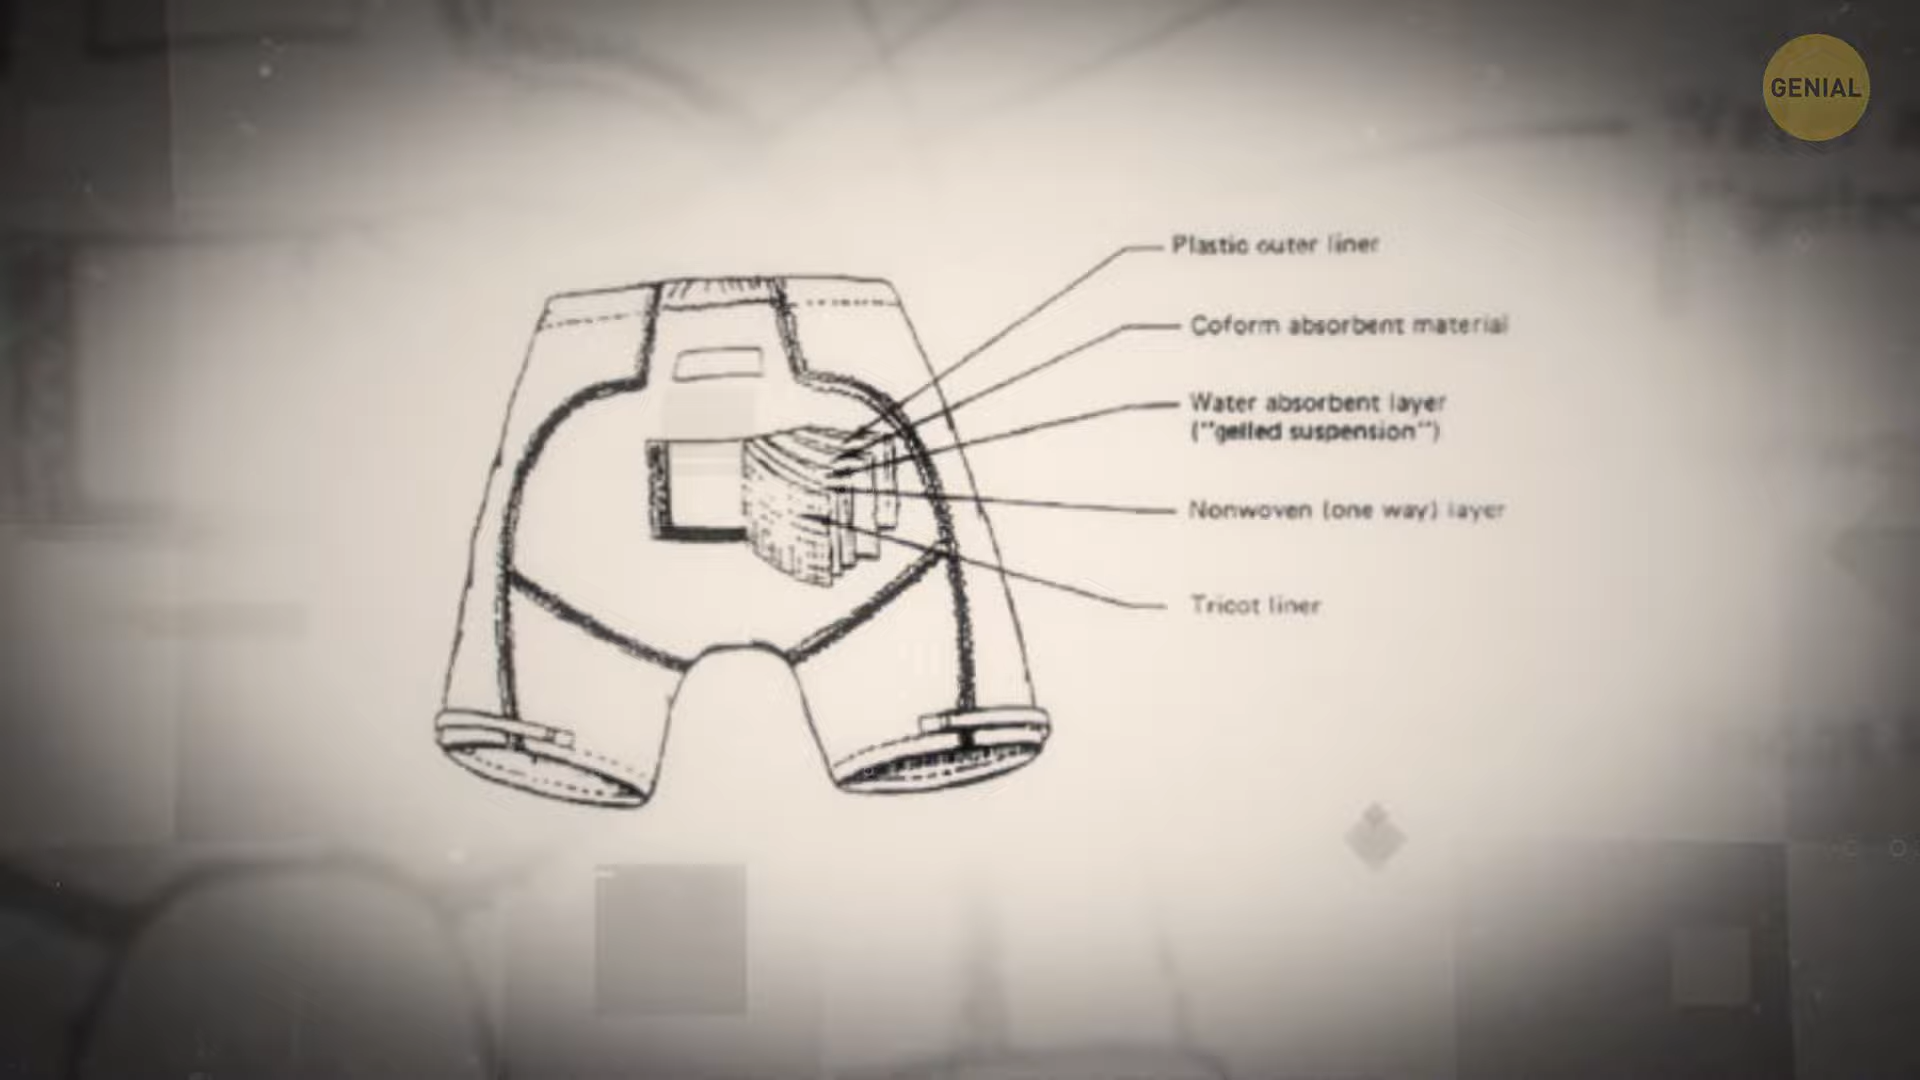 GENIAL
Plastic outer liner
Coform absorbent material
Water absorbent layer
("gelled suspension")
Nonwoven (one way) layer
Tricot liner